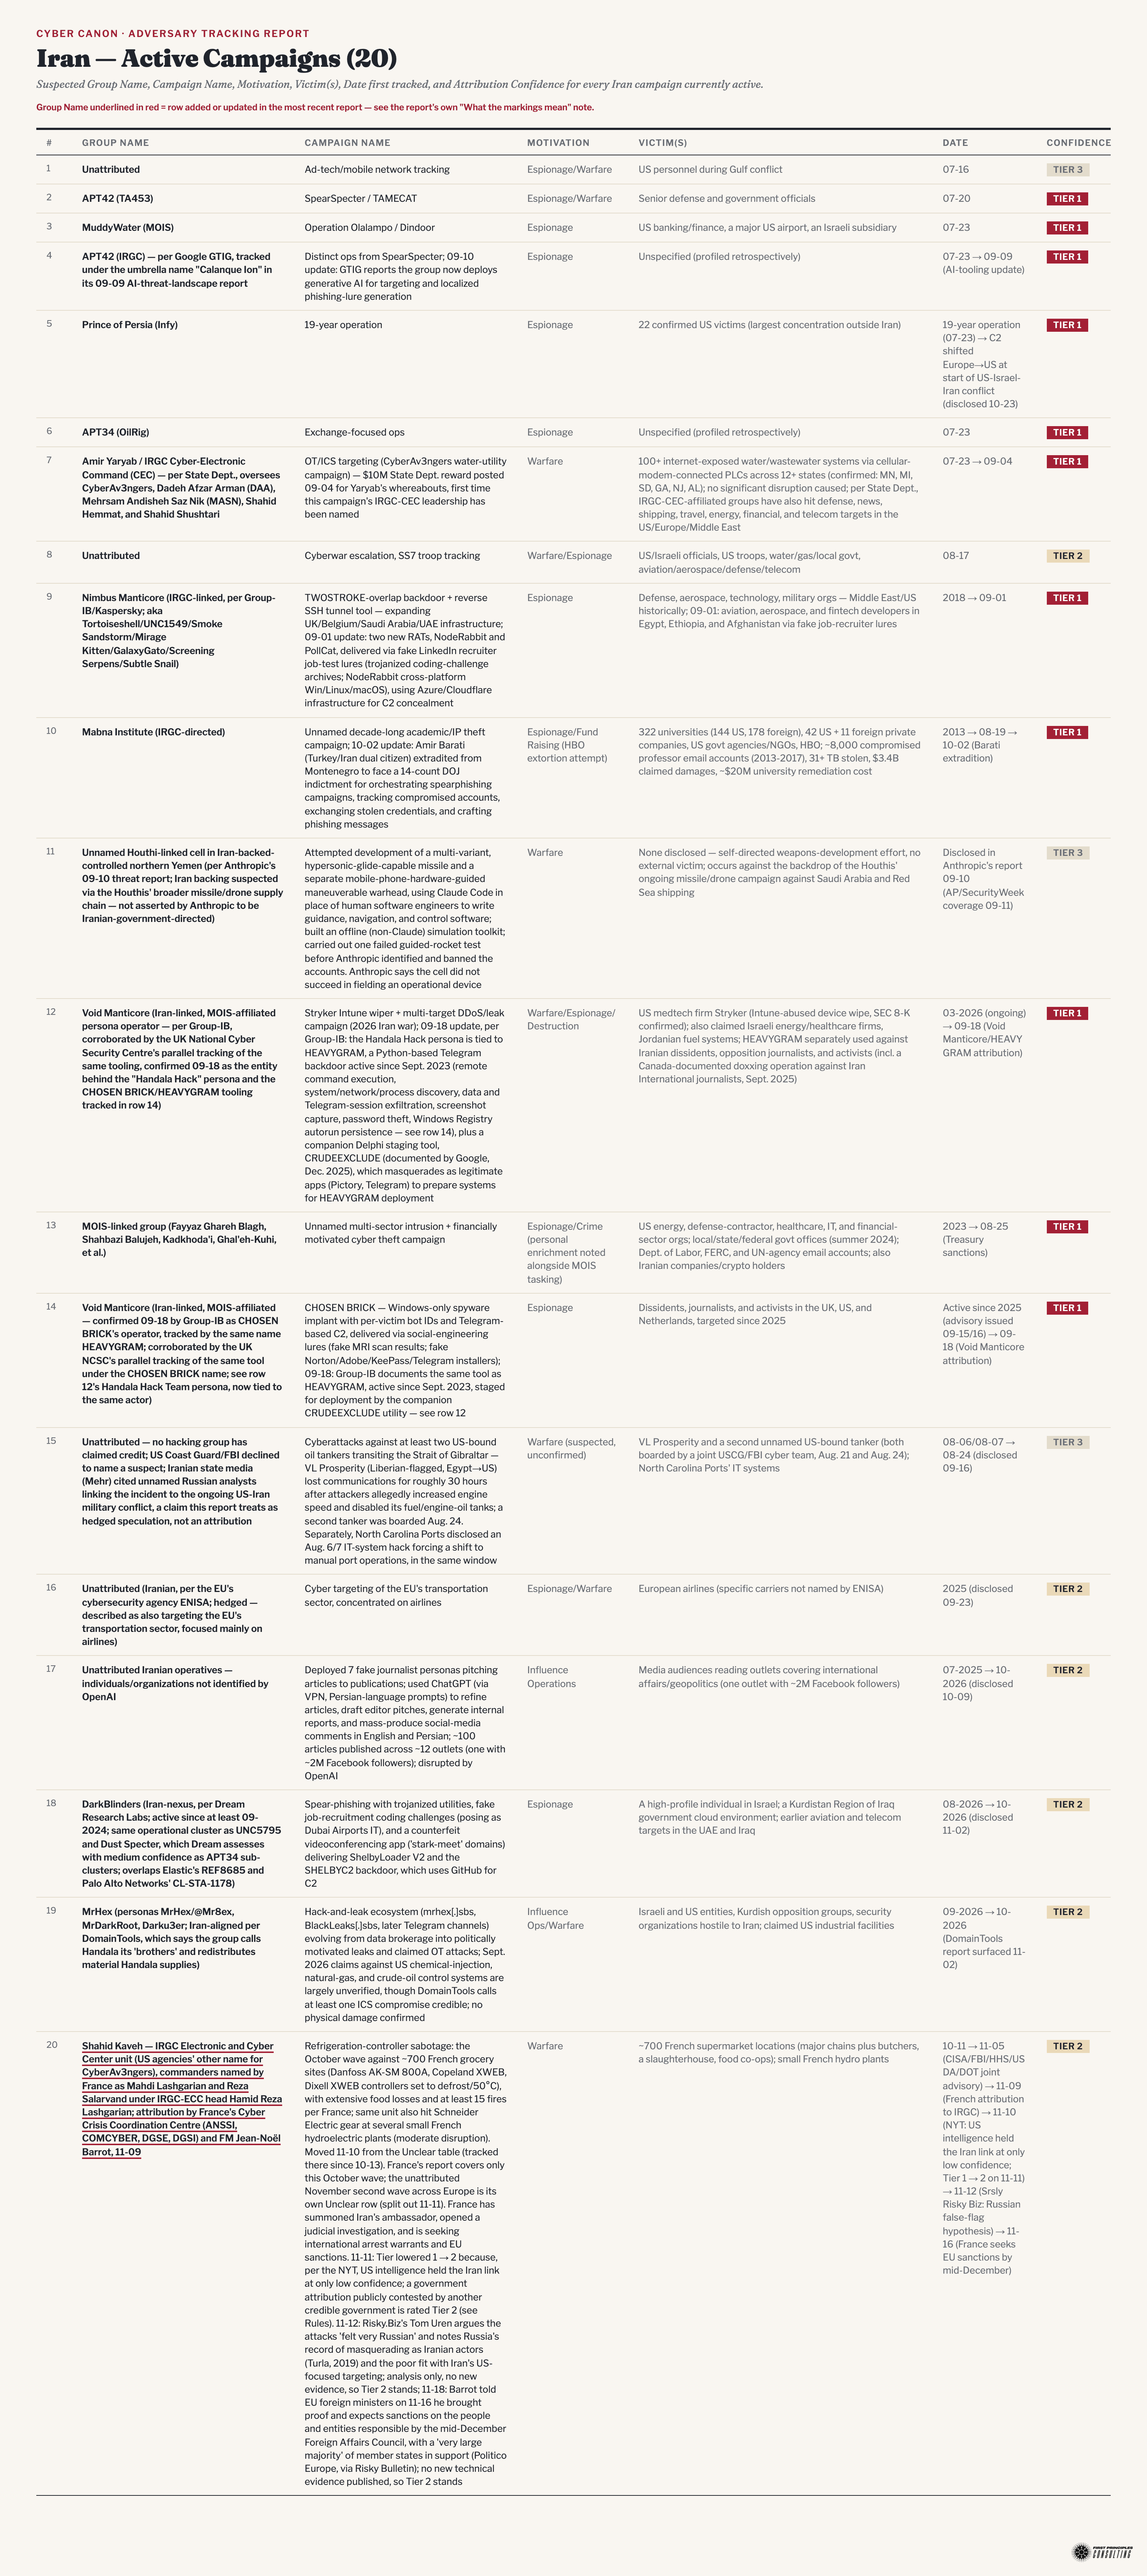 CYBER CANON · ADVERSARY TRACKING REPORT
Iran — Active Campaigns (20)
Suspected Group Name, Campaign Name, Motivation, Victim(s), Date first tracked, and Attribution Confidence for every Iran campaign currently active.
Group Name underlined in red = row added or updated in the most recent report — see the report's own "What the markings mean" note.
# GROUP NAME CAMPAIGN NAME MOTIVATION VICTIM(S) DATE CONFIDENCE
1 Unattributed Ad-tech/mobile network tracking Espionage/Warfare US personnel during Gulf conflict 07-16 TIER 3
2 APT42 (TA453) SpearSpecter / TAMECAT Espionage/Warfare Senior defense and government officials 07-20 TIER 1
3 MuddyWater (MOIS) Operation Olalampo / Dindoor Espionage US banking/finance, a major US airport, an Israeli subsidiary 07-23 TIER 1
4
APT42 (IRGC) — per Google GTIG, tracked
under the umbrella name "Calanque Ion" in
its 09-09 AI-threat-landscape report
Distinct ops from SpearSpecter; 09-10
update: GTIG reports the group now deploys
generative AI for targeting and localized
phishing-lure generation
Espionage
Unspecified (profiled retrospectively)
07-23 → 09-09
(AI-tooling update)
TIER 1
5
Prince of Persia (Infy)
19-year operation
Espionage
22 confirmed US victims (largest concentration outside Iran)
19-year operation
(07-23) → C2
shifted
Europe→US at
start of US-Israel-
Iran conflict
(disclosed 10-23)
TIER 1
6 APT34 (OilRig) Exchange-focused ops Espionage Unspecified (profiled retrospectively) 07-23 TIER 1
7
Amir Yaryab / IRGC Cyber-Electronic
Command (CEC) — per State Dept., oversees
CyberAv3ngers, Dadeh Afzar Arman (DAA),
Mehrsam Andisheh Saz Nik (MASN), Shahid
Hemmat, and Shahid Shushtari
OT/ICS targeting (CyberAv3ngers water-utility
campaign) — $10M State Dept. reward posted
09-04 for Yaryab's whereabouts, first time
this campaign's IRGC-CEC leadership has
been named
Warfare
100+ internet-exposed water/wastewater systems via cellular-
modem-connected PLCs across 12+ states (confirmed: MN, MI,
SD, GA, NJ, AL); no significant disruption caused; per State Dept.,
IRGC-CEC-affiliated groups have also hit defense, news,
shipping, travel, energy, financial, and telecom targets in the
US/Europe/Middle East
07-23 → 09-04
TIER 1
8
Unattributed
Cyberwar escalation, SS7 troop tracking
Warfare/Espionage
US/Israeli officials, US troops, water/gas/local govt,
aviation/aerospace/defense/telecom
08-17
TIER 2
9
Nimbus Manticore (IRGC-linked, per Group-
IB/Kaspersky; aka
Tortoiseshell/UNC1549/Smoke
Sandstorm/Mirage
Kitten/GalaxyGato/Screening
Serpens/Subtle Snail)
TWOSTROKE-overlap backdoor + reverse
SSH tunnel tool — expanding
UK/Belgium/Saudi Arabia/UAE infrastructure;
09-01 update: two new RATs, NodeRabbit and
PollCat, delivered via fake LinkedIn recruiter
job-test lures (trojanized coding-challenge
archives; NodeRabbit cross-platform
Win/Linux/macOS), using Azure/Cloudflare
infrastructure for C2 concealment
Espionage
Defense, aerospace, technology, military orgs — Middle East/US
historically; 09-01: aviation, aerospace, and fintech developers in
Egypt, Ethiopia, and Afghanistan via fake job-recruiter lures
2018 → 09-01
TIER 1
10
Mabna Institute (IRGC-directed)
Unnamed decade-long academic/IP theft
campaign; 10-02 update: Amir Barati
(Turkey/Iran dual citizen) extradited from
Montenegro to face a 14-count DOJ
indictment for orchestrating spearphishing
campaigns, tracking compromised accounts,
exchanging stolen credentials, and crafting
phishing messages
Espionage/Fund
Raising (HBO
extortion attempt)
322 universities (144 US, 178 foreign), 42 US + 11 foreign private
companies, US govt agencies/NGOs, HBO; ~8,000 compromised
professor email accounts (2013-2017), 31+ TB stolen, $3.4B
claimed damages, ~$20M university remediation cost
2013 → 08-19 →
10-02 (Barati
extradition)
TIER 1
11
Unnamed Houthi-linked cell in Iran-backed-
controlled northern Yemen (per Anthropic's
09-10 threat report; Iran backing suspected
via the Houthis' broader missile/drone supply
chain — not asserted by Anthropic to be
Iranian-government-directed)
Attempted development of a multi-variant,
hypersonic-glide-capable missile and a
separate mobile-phone-hardware-guided
maneuverable warhead, using Claude Code in
place of human software engineers to write
guidance, navigation, and control software;
built an offline (non-Claude) simulation toolkit;
carried out one failed guided-rocket test
before Anthropic identified and banned the
accounts. Anthropic says the cell did not
succeed in fielding an operational device
Warfare
None disclosed — self-directed weapons-development effort, no
external victim; occurs against the backdrop of the Houthis'
ongoing missile/drone campaign against Saudi Arabia and Red
Sea shipping
Disclosed in
Anthropic's report
09-10
(AP/SecurityWeek
coverage 09-11)
TIER 3
12
Void Manticore (Iran-linked, MOIS-affiliated
persona operator — per Group-IB,
corroborated by the UK National Cyber
Security Centre's parallel tracking of the
same tooling, confirmed 09-18 as the entity
behind the "Handala Hack" persona and the
CHOSEN BRICK/HEAVYGRAM tooling
tracked in row 14)
Stryker Intune wiper + multi-target DDoS/leak
campaign (2026 Iran war); 09-18 update, per
Group-IB: the Handala Hack persona is tied to
HEAVYGRAM, a Python-based Telegram
backdoor active since Sept. 2023 (remote
command execution,
system/network/process discovery, data and
Telegram-session exfiltration, screenshot
capture, password theft, Windows Registry
autorun persistence — see row 14), plus a
companion Delphi staging tool,
CRUDEEXCLUDE (documented by Google,
Dec. 2025), which masquerades as legitimate
apps (Pictory, Telegram) to prepare systems
for HEAVYGRAM deployment
Warfare/Espionage/
Destruction
US medtech firm Stryker (Intune-abused device wipe, SEC 8-K
confirmed); also claimed Israeli energy/healthcare firms,
Jordanian fuel systems; HEAVYGRAM separately used against
Iranian dissidents, opposition journalists, and activists (incl. a
Canada-documented doxxing operation against Iran
International journalists, Sept. 2025)
03-2026 (ongoing)
→ 09-18 (Void
Manticore/HEAVY
GRAM attribution)
TIER 1
13
MOIS-linked group (Fayyaz Ghareh Blagh,
Shahbazi Balujeh, Kadkhoda'i, Ghal'eh-Kuhi,
et al.)
Unnamed multi-sector intrusion + financially
motivated cyber theft campaign
Espionage/Crime
(personal
enrichment noted
alongside MOIS
tasking)
US energy, defense-contractor, healthcare, IT, and financial-
sector orgs; local/state/federal govt offices (summer 2024);
Dept. of Labor, FERC, and UN-agency email accounts; also
Iranian companies/crypto holders
2023 → 08-25
(Treasury
sanctions)
TIER 1
14
Void Manticore (Iran-linked, MOIS-affiliated
— confirmed 09-18 by Group-IB as CHOSEN
BRICK's operator, tracked by the same name
HEAVYGRAM; corroborated by the UK
NCSC's parallel tracking of the same tool
under the CHOSEN BRICK name; see row
12's Handala Hack Team persona, now tied to
the same actor)
CHOSEN BRICK — Windows-only spyware
implant with per-victim bot IDs and Telegram-
based C2, delivered via social-engineering
lures (fake MRI scan results; fake
Norton/Adobe/KeePass/Telegram installers);
09-18: Group-IB documents the same tool as
HEAVYGRAM, active since Sept. 2023, staged
for deployment by the companion
CRUDEEXCLUDE utility — see row 12
Espionage
Dissidents, journalists, and activists in the UK, US, and
Netherlands, targeted since 2025
Active since 2025
(advisory issued
09-15/16) → 09-
18 (Void Manticore
attribution)
TIER 1
15
Unattributed — no hacking group has
claimed credit; US Coast Guard/FBI declined
to name a suspect; Iranian state media
(Mehr) cited unnamed Russian analysts
linking the incident to the ongoing US-Iran
military conflict, a claim this report treats as
hedged speculation, not an attribution
Cyberattacks against at least two US-bound
oil tankers transiting the Strait of Gibraltar —
VL Prosperity (Liberian-flagged, Egypt→US)
lost communications for roughly 30 hours
after attackers allegedly increased engine
speed and disabled its fuel/engine-oil tanks; a
second tanker was boarded Aug. 24.
Separately, North Carolina Ports disclosed an
Aug. 6/7 IT-system hack forcing a shift to
manual port operations, in the same window
Warfare (suspected,
unconfirmed)
VL Prosperity and a second unnamed US-bound tanker (both
boarded by a joint USCG/FBI cyber team, Aug. 21 and Aug. 24);
North Carolina Ports' IT systems
08-06/08-07 →
08-24 (disclosed
09-16)
TIER 3
16
Unattributed (Iranian, per the EU's
cybersecurity agency ENISA; hedged —
described as also targeting the EU's
transportation sector, focused mainly on
airlines)
Cyber targeting of the EU's transportation
sector, concentrated on airlines
Espionage/Warfare
European airlines (specific carriers not named by ENISA)
2025 (disclosed
09-23)
TIER 2
17
Unattributed Iranian operatives —
individuals/organizations not identified by
OpenAI
Deployed 7 fake journalist personas pitching
articles to publications; used ChatGPT (via
VPN, Persian-language prompts) to refine
articles, draft editor pitches, generate internal
reports, and mass-produce social-media
comments in English and Persian; ~100
articles published across ~12 outlets (one with
~2M Facebook followers); disrupted by
OpenAI
Influence
Operations
Media audiences reading outlets covering international
affairs/geopolitics (one outlet with ~2M Facebook followers)
07-2025 → 10-
2026 (disclosed
10-09)
TIER 2
18
DarkBlinders (Iran-nexus, per Dream
Research Labs; active since at least 09-
2024; same operational cluster as UNC5795
and Dust Specter, which Dream assesses
with medium confidence as APT34 sub-
clusters; overlaps Elastic's REF8685 and
Palo Alto Networks' CL-STA-1178)
Spear-phishing with trojanized utilities, fake
job-recruitment coding challenges (posing as
Dubai Airports IT), and a counterfeit
videoconferencing app ('stark-meet' domains)
delivering ShelbyLoader V2 and the
SHELBYC2 backdoor, which uses GitHub for
C2
Espionage
A high-profile individual in Israel; a Kurdistan Region of Iraq
government cloud environment; earlier aviation and telecom
targets in the UAE and Iraq
08-2026 → 10-
2026 (disclosed
11-02)
TIER 2
19
MrHex (personas MrHex/@Mr8ex,
MrDarkRoot, Darku3er; Iran-aligned per
DomainTools, which says the group calls
Handala its 'brothers' and redistributes
material Handala supplies)
Hack-and-leak ecosystem (mrhex[.]sbs,
BlackLeaks[.]sbs, later Telegram channels)
evolving from data brokerage into politically
motivated leaks and claimed OT attacks; Sept.
2026 claims against US chemical-injection,
natural-gas, and crude-oil control systems are
largely unverified, though DomainTools calls
at least one ICS compromise credible; no
physical damage confirmed
Influence
Ops/Warfare
Israeli and US entities, Kurdish opposition groups, security
organizations hostile to Iran; claimed US industrial facilities
09-2026 → 10-
2026
(DomainTools
report surfaced 11-
02)
TIER 2
20
Shahid Kaveh — IRGC Electronic and Cyber
Center unit (US agencies' other name for
CyberAv3ngers), commanders named by
France as Mahdi Lashgarian and Reza
Salarvand under IRGC-ECC head Hamid Reza
Lashgarian; attribution by France's Cyber
Crisis Coordination Centre (ANSSI,
COMCYBER, DGSE, DGSI) and FM Jean-Noël
Barrot, 11-09
Refrigeration-controller sabotage: the
October wave against ~700 French grocery
sites (Danfoss AK-SM 800A, Copeland XWEB,
Dixell XWEB controllers set to defrost/50°C),
with extensive food losses and at least 15 fires
per France; same unit also hit Schneider
Electric gear at several small French
hydroelectric plants (moderate disruption).
Moved 11-10 from the Unclear table (tracked
there since 10-13). France's report covers only
this October wave; the unattributed
November second wave across Europe is its
own Unclear row (split out 11-11). France has
summoned Iran's ambassador, opened a
judicial investigation, and is seeking
international arrest warrants and EU
sanctions. 11-11: Tier lowered 1 → 2 because,
per the NYT, US intelligence held the Iran link
at only low confidence; a government
attribution publicly contested by another
credible government is rated Tier 2 (see
Rules). 11-12: Risky.Biz's Tom Uren argues the
attacks 'felt very Russian' and notes Russia's
record of masquerading as Iranian actors
(Turla, 2019) and the poor fit with Iran's US-
focused targeting; analysis only, no new
evidence, so Tier 2 stands; 11-18: Barrot told
EU foreign ministers on 11-16 he brought
proof and expects sanctions on the people
and entities responsible by the mid-December
Foreign Affairs Council, with a 'very large
majority' of member states in support (Politico
Europe, via Risky Bulletin); no new technical
evidence published, so Tier 2 stands
Warfare
~700 French supermarket locations (major chains plus butchers,
a slaughterhouse, food co-ops); small French hydro plants
10-11 → 11-05
(CISA/FBI/HHS/US
DA/DOT joint
advisory) → 11-09
(French attribution
to IRGC) → 11-10
(NYT: US
intelligence held
the Iran link at only
low confidence;
Tier 1 → 2 on 11-11)
→ 11-12 (Srsly
Risky Biz: Russian
false-flag
hypothesis) → 11-
16 (France seeks
EU sanctions by
mid-December)
TIER 2
FIRST PRINCIPLES
CONSULTING